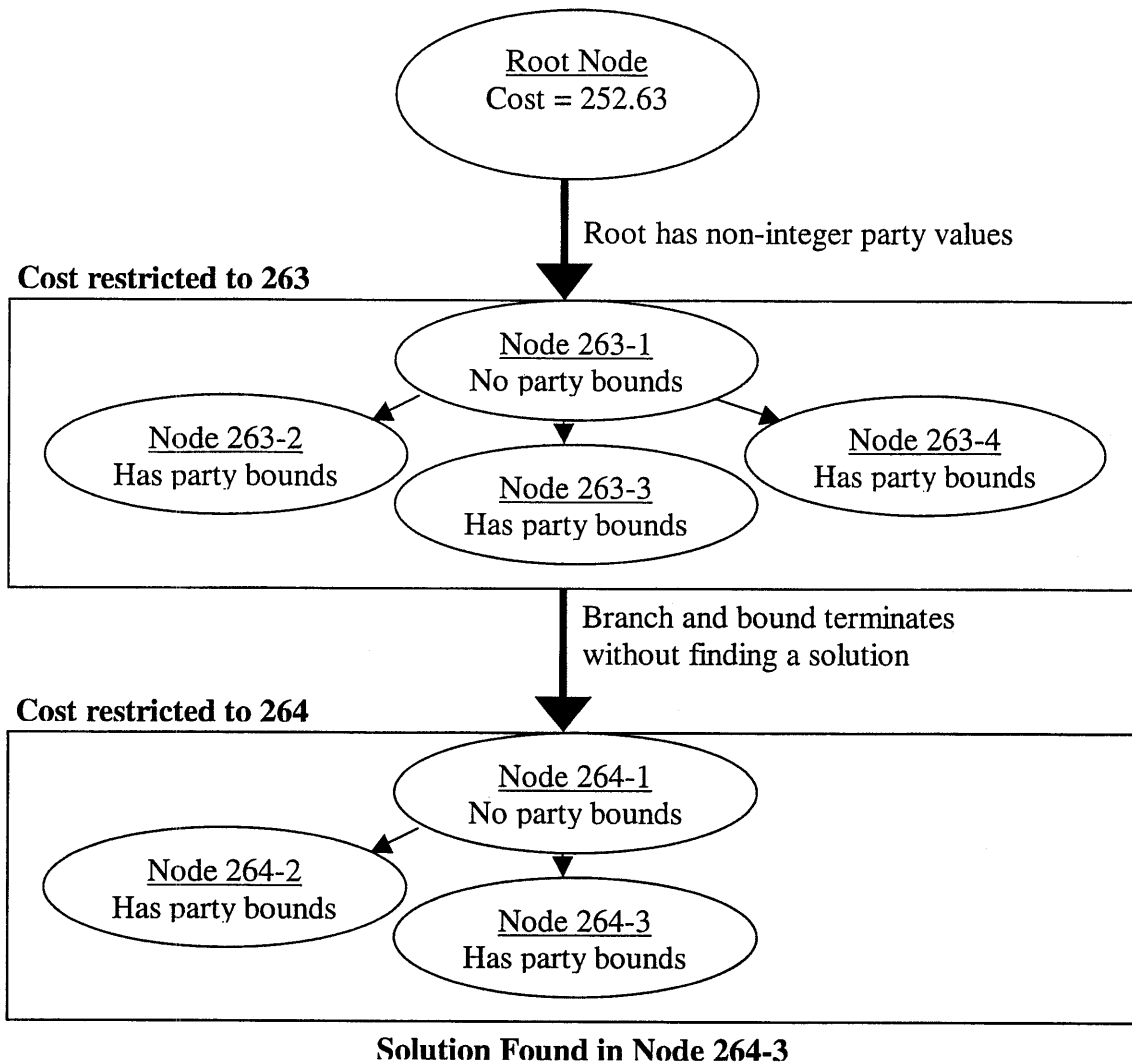 Root Node
Cost = 252.63
Root has non-integer party values
Cost restricted to 263
Node 263-1
No party bounds
Node 263-2
Has party bounds
Node 263-3
Has party bounds
Node 263-4
Has party bounds
Branch and bound terminates
without finding a solution
Cost restricted to 264
Node 264-1
No party bounds
Node 264-2
Has party bounds
Node 264-3
Has party bounds
Solution Found in Node 264-3